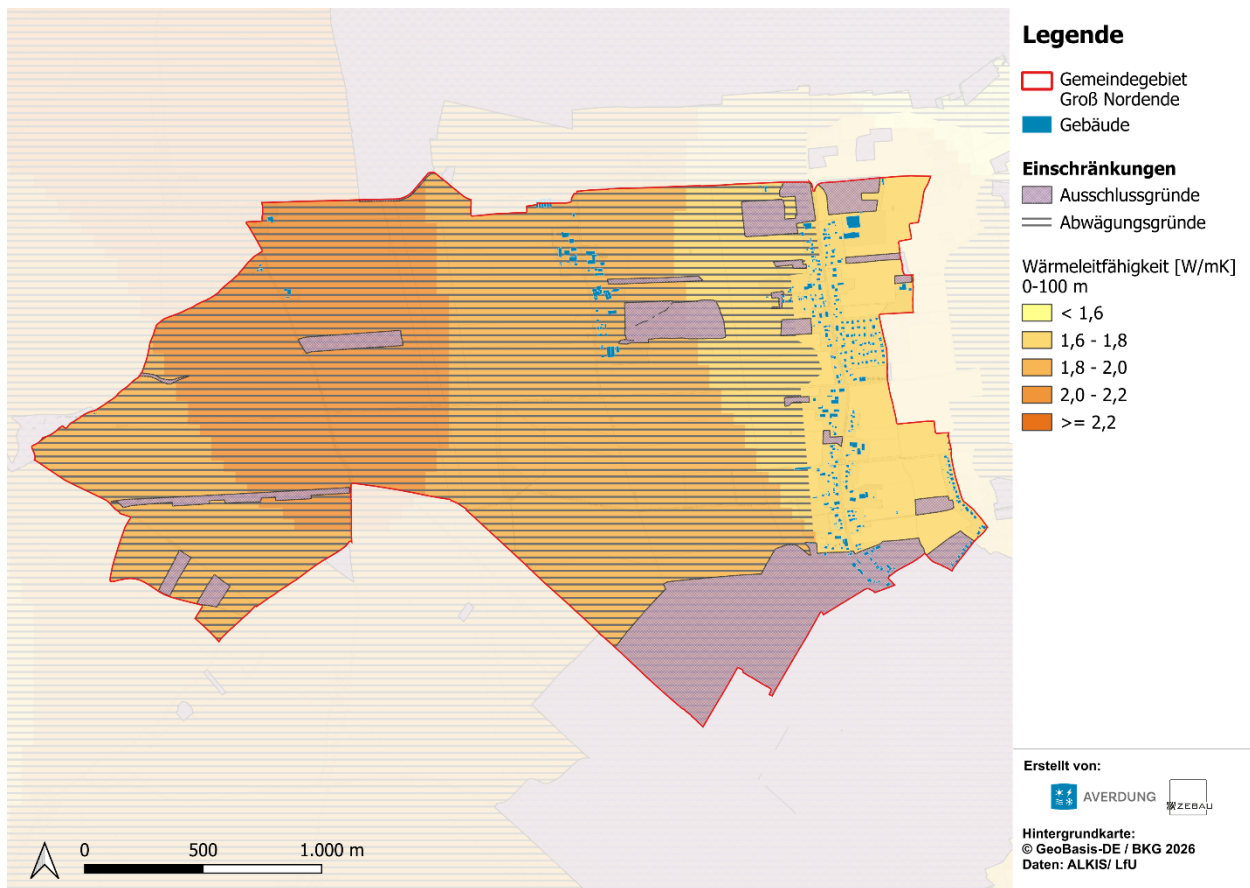 Legende
Gemeindegebiet
Groß Nordende
Gebäude
Einschränkungen
Ausschlussgründe
Abwägungsgründe
Wärmeleitfähigkeit [W/mK]
0-100 m
< 1,6
1,6 - 1,8
1,8 - 2,0
2,0 - 2,2
>= 2,2
Erstellt von:
AVERDUNG
ZEBAU
Hintergrundkarte:
© GeoBasis-DE / BKG 2026
Daten: ALKIS/ LfU
0 500 1.000 m